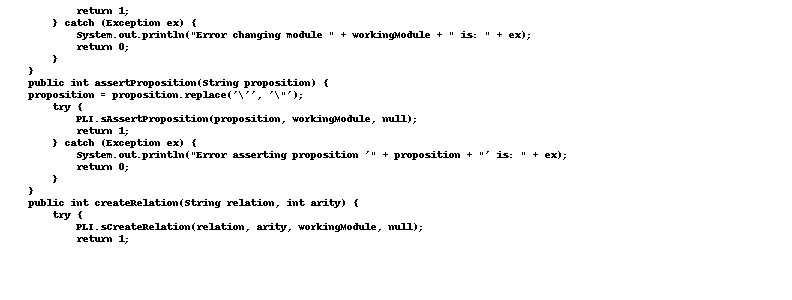 return 1;
} catch (Exception ex) {
System.out.println("Error changing module " + workingModule + " is: " + ex);
return 0;
}
}
public int assertProposition(String proposition) {
proposition = proposition.replace('\'', '\"');
try {
PLI.sAssertProposition(proposition, workingModule, null);
return 1;
} catch (Exception ex) {
System.out.println("Error asserting proposition '" + proposition + "' is: " + ex);
return 0;
}
}
public int createRelation(String relation, int arity) {
try {
PLI.sCreateRelation(relation, arity, workingModule, null);
return 1;